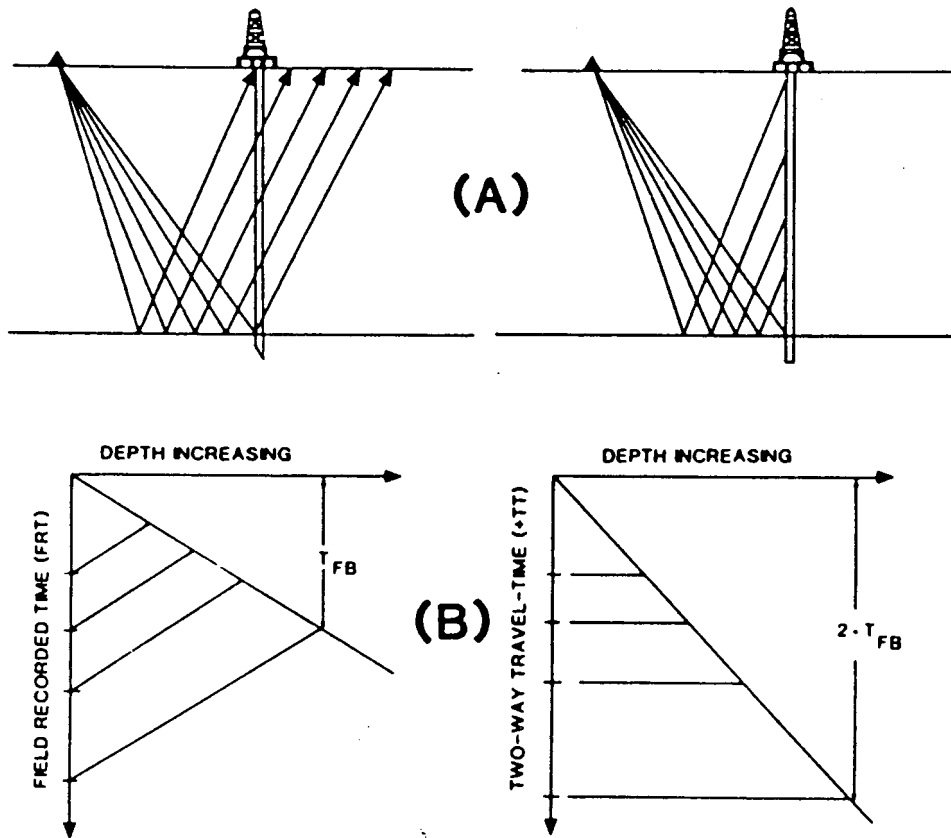 (A)
DEPTH INCREASING
DEPTH INCREASING
FIELD RECORDED TIME (FRT)
T FB
(B)
TWO-WAY TRAVEL-TIME (+TT)
2 · T FB